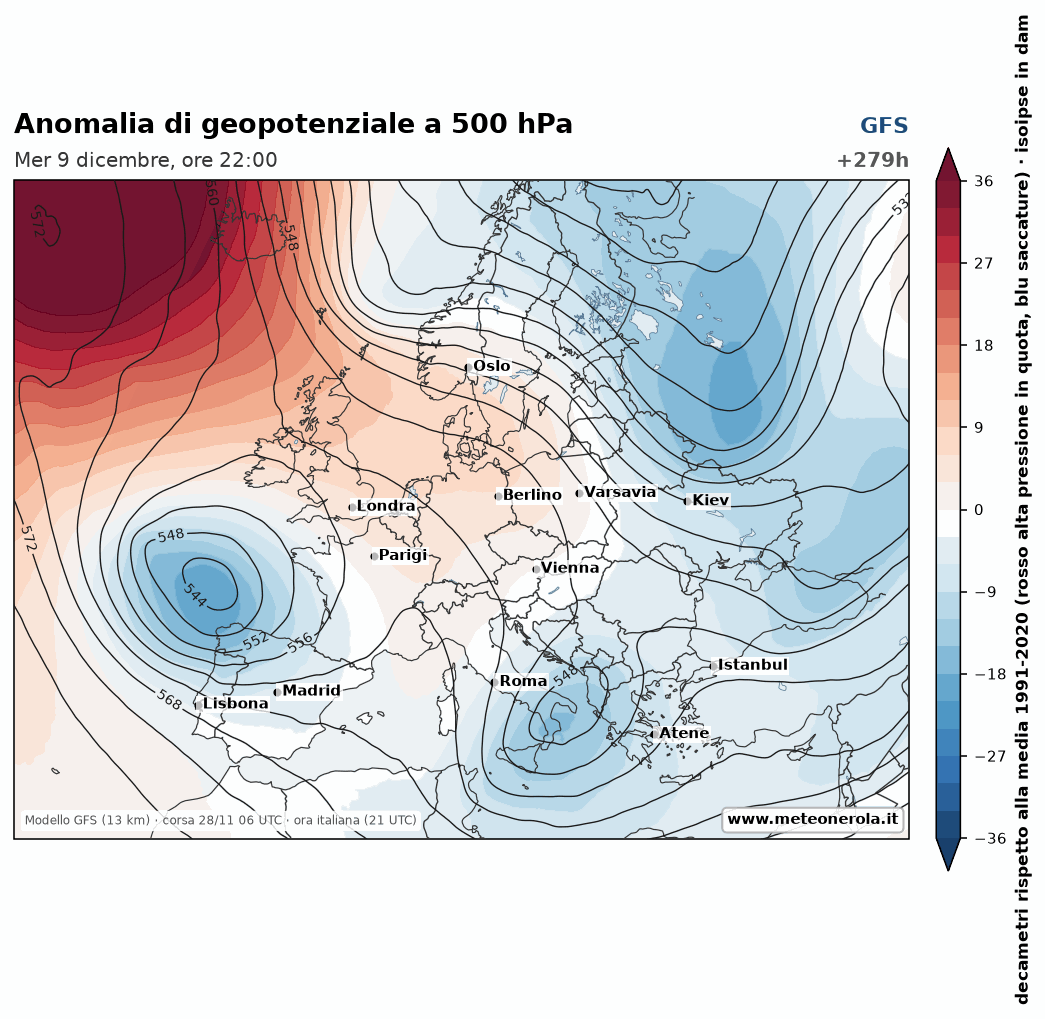 Anomalia di geopotenziale a 500 hPa
GFS
Mer 9 dicembre, ore 22:00
+279h
572
560
548
53
Oslo
Berlino
Varsavia
Kiev
Londra
572
548
Parigi
Vienna
544
552
556
Istanbul
548
Roma
Madrid
568
Lisbona
Atene
Modello GFS (13 km) · corsa 28/11 06 UTC · ora italiana (21 UTC)
www.meteonerola.it
36
27
18
9
0
−9
−18
−27
−36
decametri rispetto alla media 1991-2020 (rosso alta pressione in quota, blu saccature) · isoipse in dam